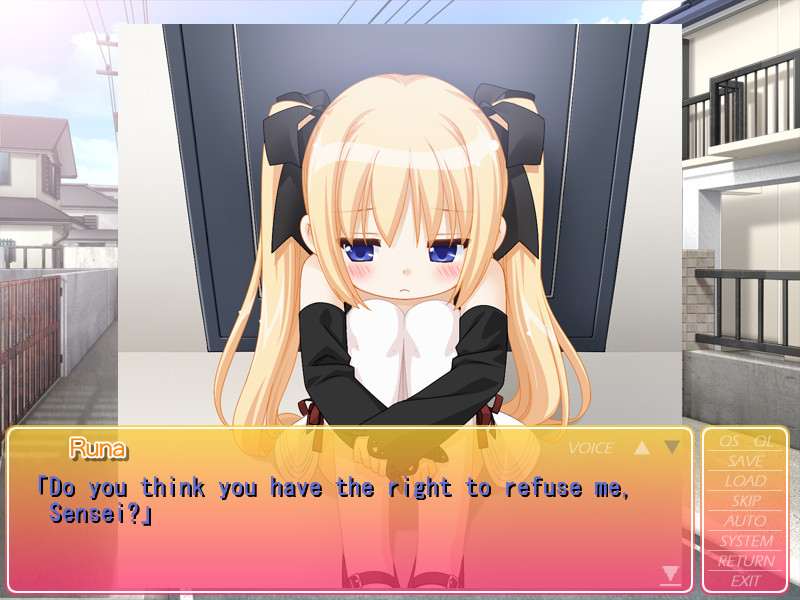 Runa
VOICE
「Do you think you have the right to refuse me,
Sensei?」
QS QL
SAVE
LOAD
SKIP
AUTO
SYSTEM
RETURN
EXIT